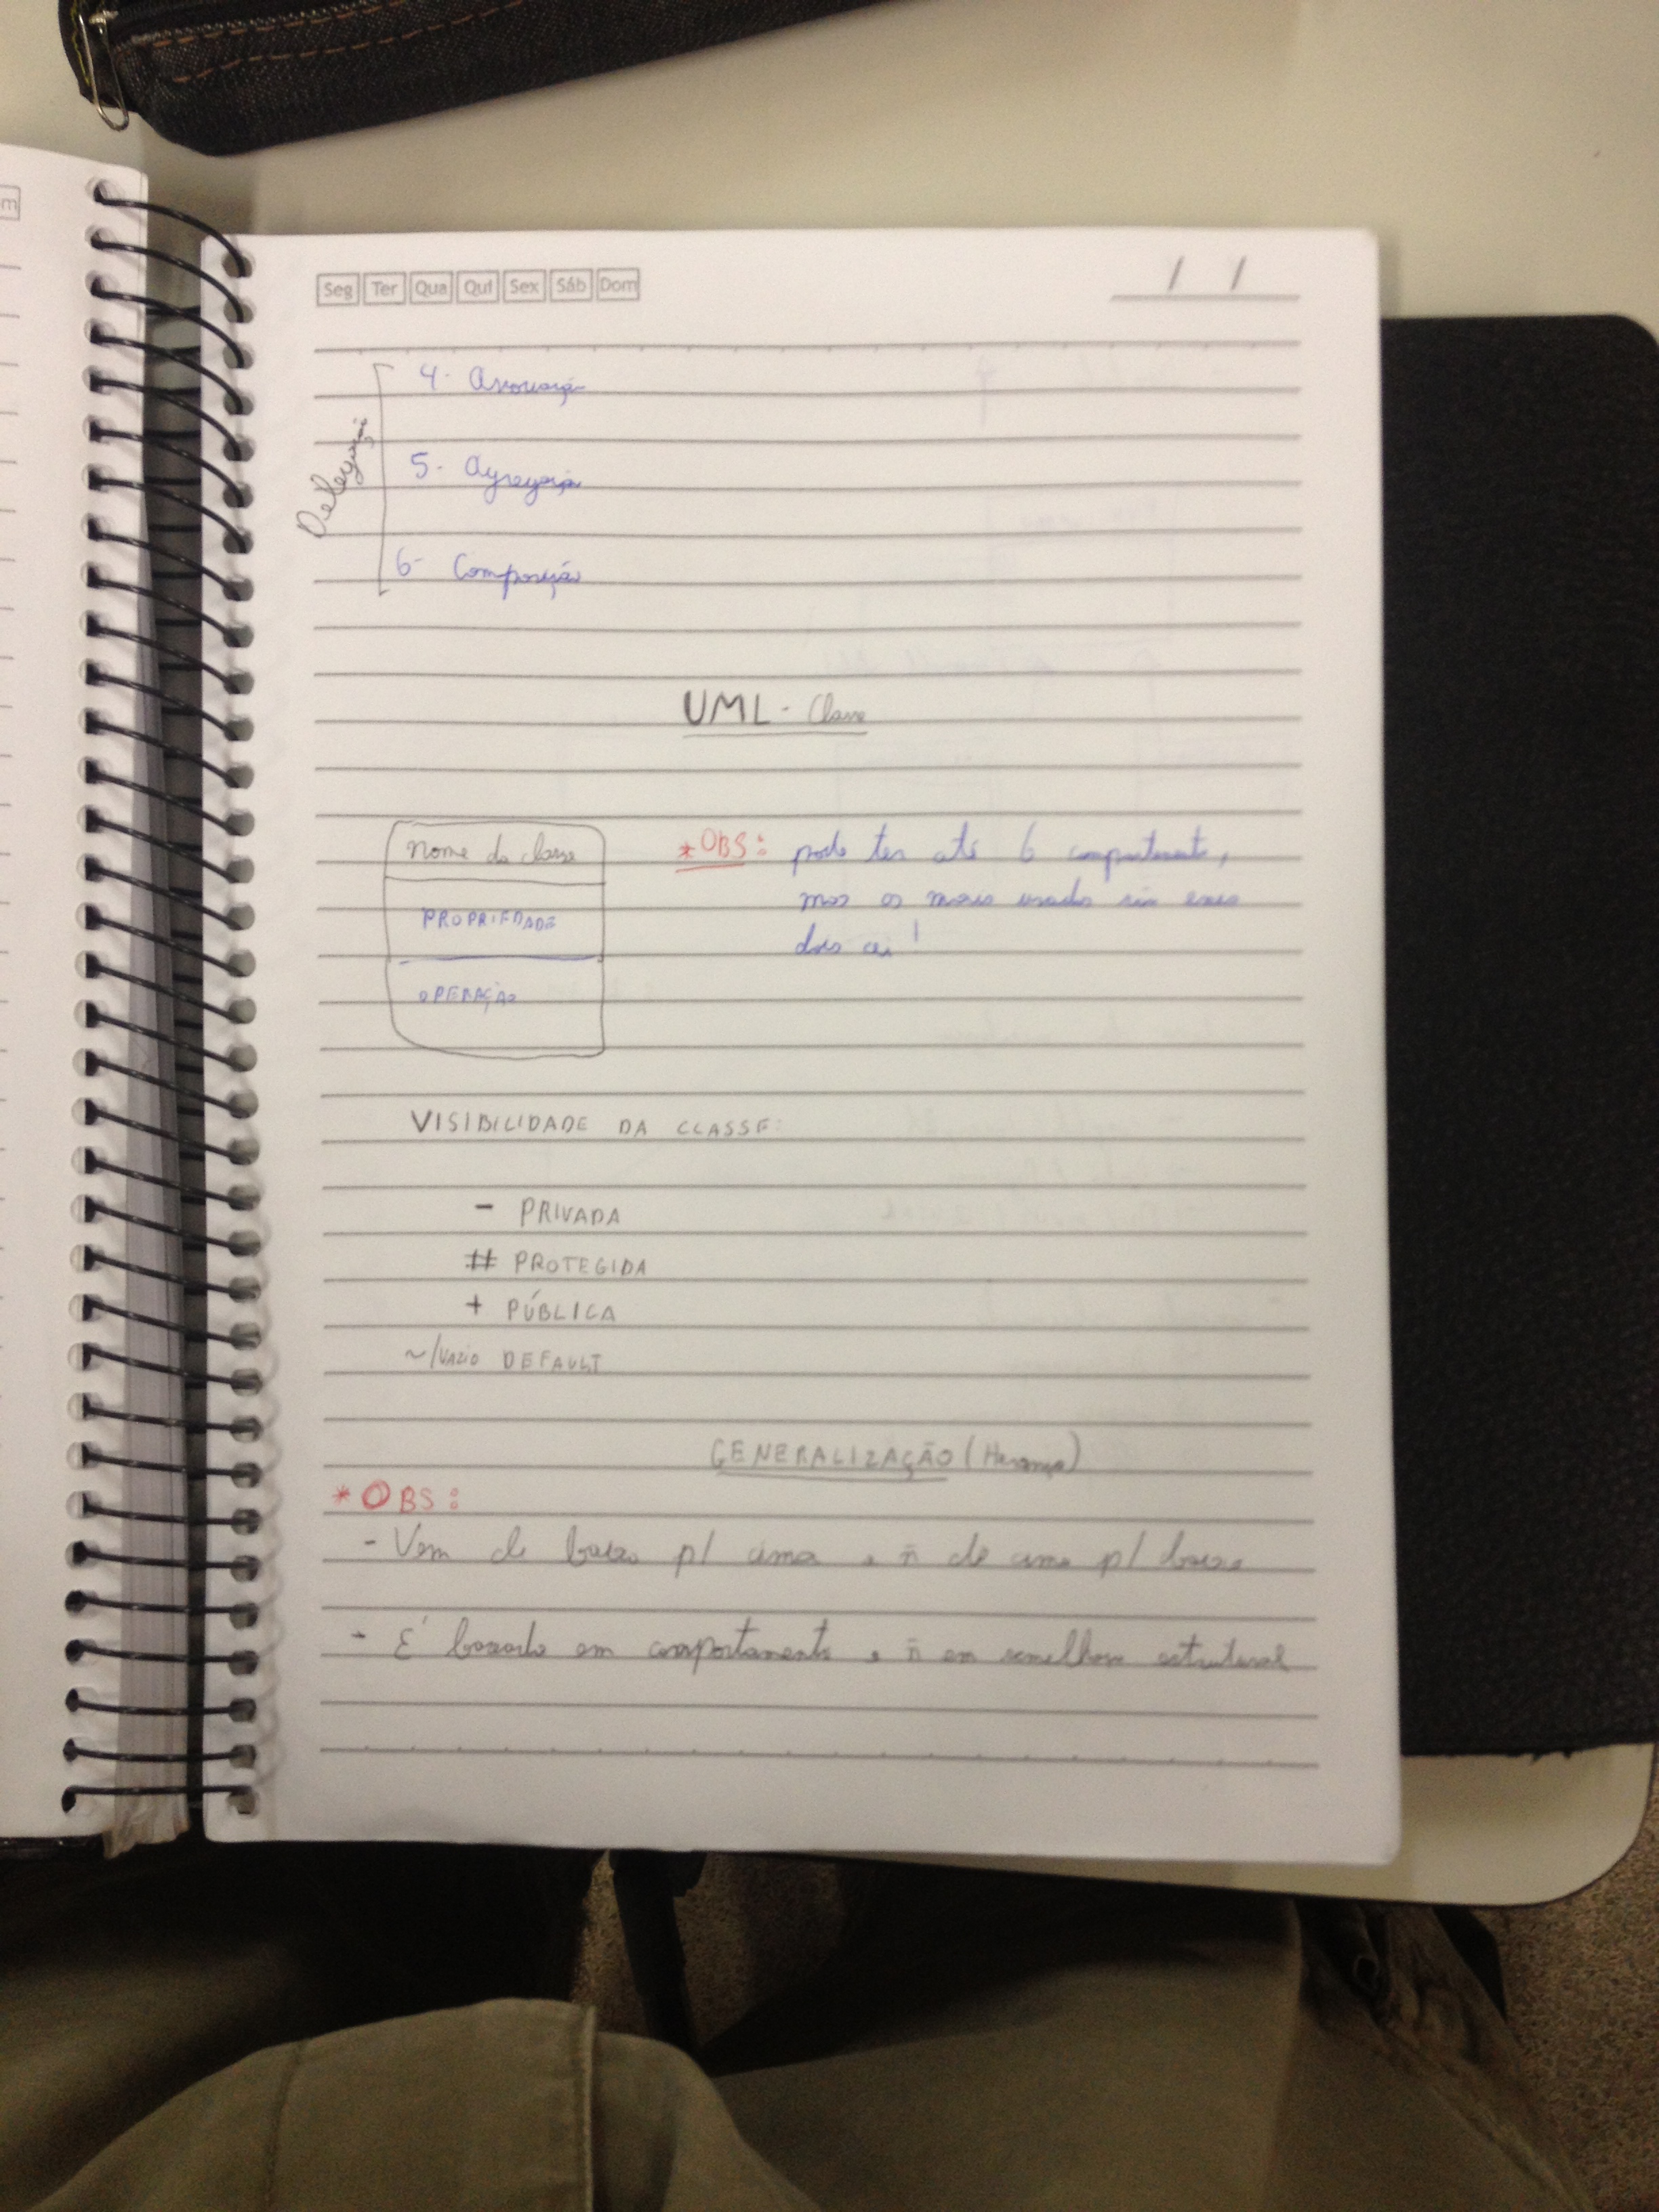 m
Seg Ter Qua Qui Sex Sáb Dom / /
Delegação
4- Associação
5- Agregação
6- Composição
UML - Classe
nome da classe
PROPRIEDADE
OPERAÇÃO
*OBS: pode ter até 6 compartimento,
mas os mais usados são esses
dois ai!
VISIBILIDADE DA CLASSE:
- PRIVADA
# PROTEGIDA
+ PÚBLICA
~/VAZIO DEFAULT
GENERALIZAÇÃO (Herança)
*OBS:
- Vem de baixo p/ cima e ñ de cima p/ baixo
- É baseado em comportamento e ñ em semelhança estrutural